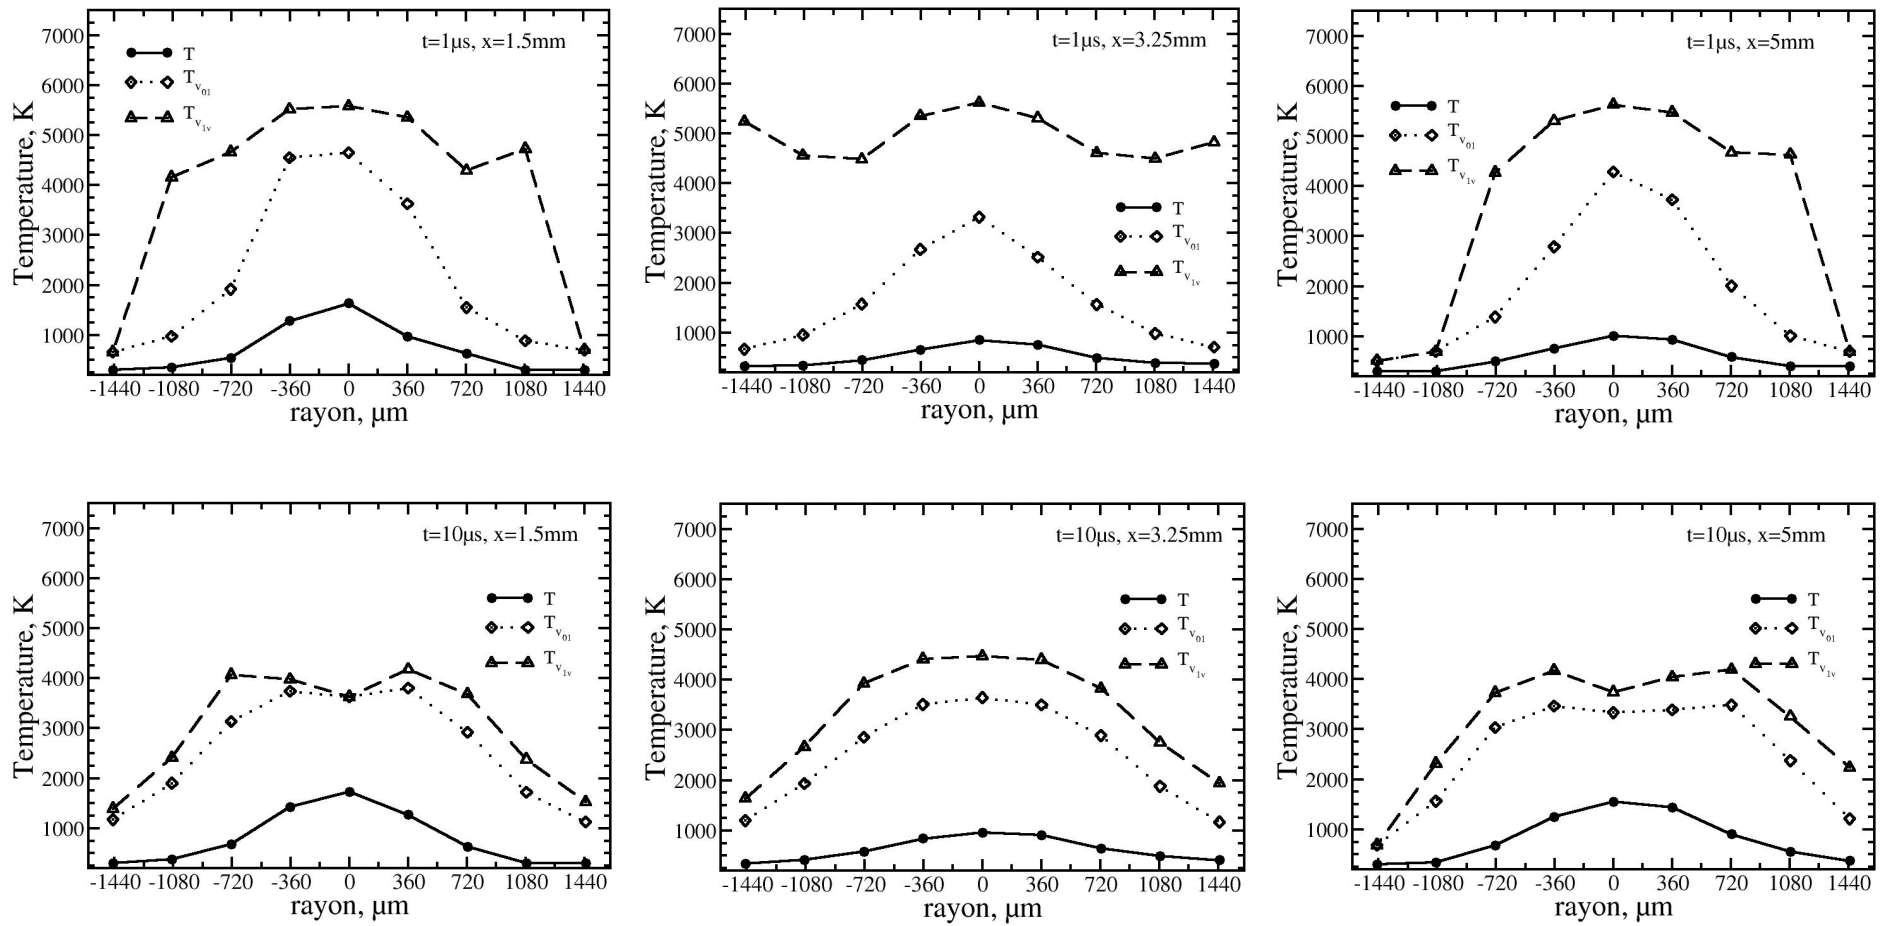 t=1µs, x=1.5mm
T
Tv01
Tv1v
7000
6000
5000
4000
3000
2000
1000
Temperature, K
-1440 -1080 -720 -360 0 360 720 1080 1440
rayon, µm
t=1µs, x=3.25mm
T
Tv01
Tv1v
7000
6000
5000
4000
3000
2000
1000
Temperature, K
-1440 -1080 -720 -360 0 360 720 1080 1440
rayon, µm
t=1µs, x=5mm
T
Tv01
Tv1v
7000
6000
5000
4000
3000
2000
1000
Temperature, K
-1440 -1080 -720 -360 0 360 720 1080 1440
rayon, µm
t=10µs, x=1.5mm
T
Tv01
Tv1v
7000
6000
5000
4000
3000
2000
1000
Temperature, K
-1440 -1080 -720 -360 0 360 720 1080 1440
rayon, µm
t=10µs, x=3.25mm
T
Tv01
Tv1v
7000
6000
5000
4000
3000
2000
1000
Temperature, K
-1440 -1080 -720 -360 0 360 720 1080 1440
rayon, µm
t=10µs, x=5mm
T
Tv01
Tv1v
7000
6000
5000
4000
3000
2000
1000
Temperature, K
-1440 -1080 -720 -360 0 360 720 1080 1440
rayon, µm